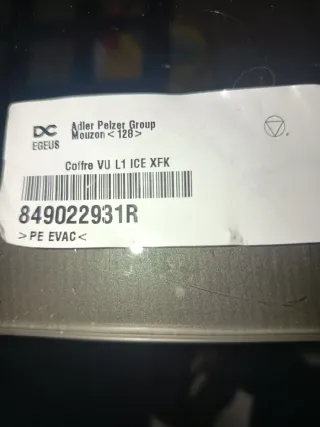 DC
EGEUS
Adler Pelzer Group
Mouzon <128>
Coffre VU L1 ICE XFK
849022931R
>PE EVAC<